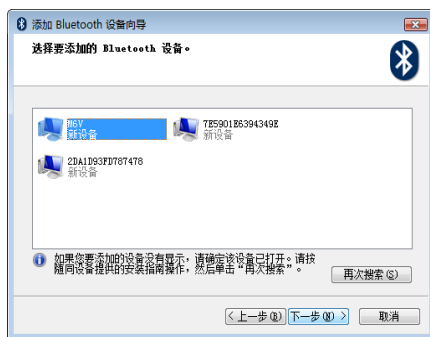 添加 Bluetooth 设备向导
选择要添加的 Bluetooth 设备。
M6V
新设备
7E5901E6394349E
新设备
2DA1D93FD787478
新设备
如果您要添加的设备没有显示，请确定该设备已打开。请按
随同设备提供的安装指南操作，然后单击“再次搜索”。
再次搜索(S)
<上一步(B)
下一步(N) >
取消